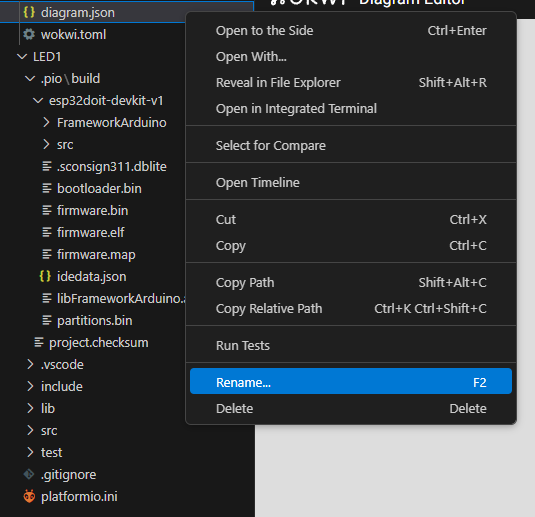 diagram.json
wokwi.toml
LED1
.pio\build
esp32doit-devkit-v1
FrameworkArduino
src
.sconsign311.dblite
bootloader.bin
firmware.bin
firmware.elf
firmware.map
idedata.json
libFrameworkArduino.a
partitions.bin
project.checksum
.vscode
include
lib
src
test
.gitignore
platformio.ini
Diagram Editor
Open to the Side Ctrl+Enter
Open With...
Reveal in File Explorer Shift+Alt+R
Open in Integrated Terminal
Select for Compare
Open Timeline
Cut Ctrl+X
Copy Ctrl+C
Copy Path Shift+Alt+C
Copy Relative Path Ctrl+K Ctrl+Shift+C
Run Tests
Rename... F2
Delete Delete